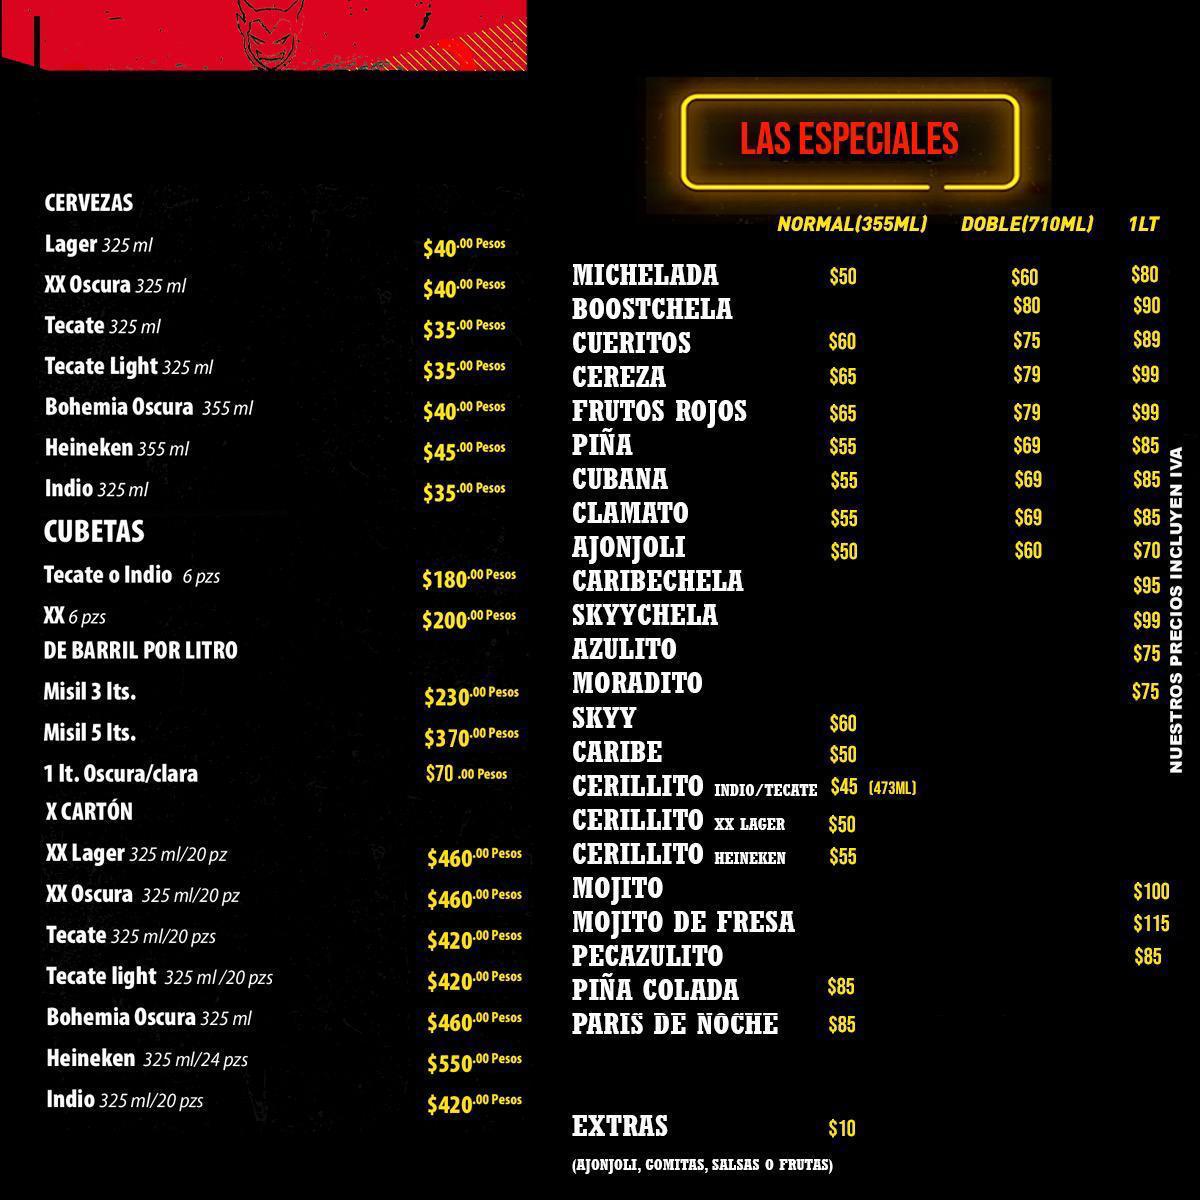 CERVEZAS
Lager 325 ml $40.00 Pesos
XX Oscura 325 ml $40.00 Pesos
Tecate 325 ml $35.00 Pesos
Tecate Light 325 ml $35.00 Pesos
Bohemia Oscura 355 ml $40.00 Pesos
Heineken 355 ml $45.00 Pesos
Indio 325 ml $35.00 Pesos
CUBETAS
Tecate o Indio 6 pzs $180.00 Pesos
XX 6 pzs $200.00 Pesos
DE BARRIL POR LITRO
Misil 3 lts. $230.00 Pesos
Misil 5 lts. $370.00 Pesos
1 lt. Oscura/clara $70.00 Pesos
X CARTÓN
XX Lager 325 ml/20 pz $460.00 Pesos
XX Oscura 325 ml/20 pz $460.00 Pesos
Tecate 325 ml/20 pzs $420.00 Pesos
Tecate light 325 ml/20 pzs $420.00 Pesos
Bohemia Oscura 325 ml $460.00 Pesos
Heineken 325 ml/24 pzs $550.00 Pesos
Indio 325 ml/20 pzs $420.00 Pesos
LAS ESPECIALES
NORMAL(355ML) DOBLE(710ML) 1LT
MICHELADA $50 $60 $80
BOOSTCHELA $80 $90
CUERITOS $60 $75 $89
CEREZA $65 $79 $99
FRUTOS ROJOS $65 $79 $99
PIÑA $55 $69 $85
CUBANA $55 $69 $85
CLAMATO $55 $69 $85
AJONJOLI $50 $60 $70
CARIBECHELA $95
SKYYCHELA $99
AZULITO $75
MORADITO $75
SKYY $60
CARIBE $50
CERILLITO INDIO/TECATE $45 (473ML)
CERILLITO XX LAGER $50
CERILLITO HEINEKEN $55
MOJITO $100
MOJITO DE FRESA $115
PECAZULITO $85
PIÑA COLADA $85
PARIS DE NOCHE $85
EXTRAS $10
(AJONJOLI, GOMITAS, SALSAS O FRUTAS)
NUESTROS PRECIOS INCLUYEN IVA